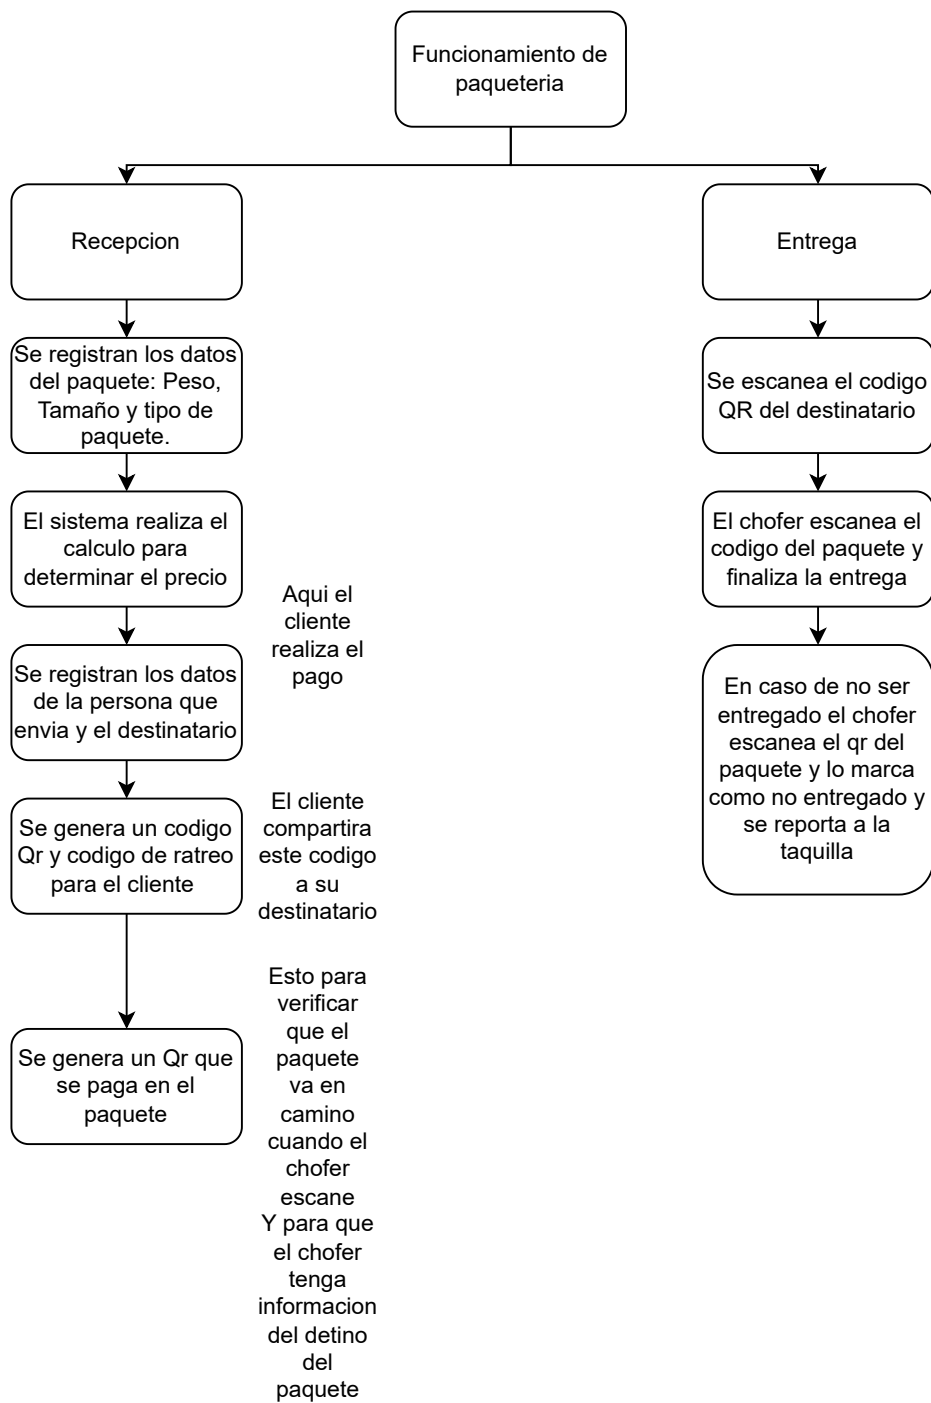 Funcionamiento de
paqueteria
Recepcion
Entrega
Se registran los datos
del paquete: Peso,
Tamaño y tipo de
paquete.
Se escanea el codigo
QR del destinatario
El sistema realiza el
calculo para
determinar el precio
El chofer escanea el
codigo del paquete y
finaliza la entrega
Aqui el
cliente
realiza el
pago
Se registran los datos
de la persona que
envia y el destinatario
En caso de no ser
entregado el chofer
escanea el qr del
paquete y lo marca
como no entregado y
se reporta a la
taquilla
Se genera un codigo
Qr y codigo de ratreo
para el cliente
El cliente
compartira
este codigo
a su
destinatario
Se genera un Qr que
se paga en el
paquete
Esto para
verificar
que el
paquete
va en
camino
cuando el
chofer
escane
Y para que
el chofer
tenga
informacion
del detino
del
paquete